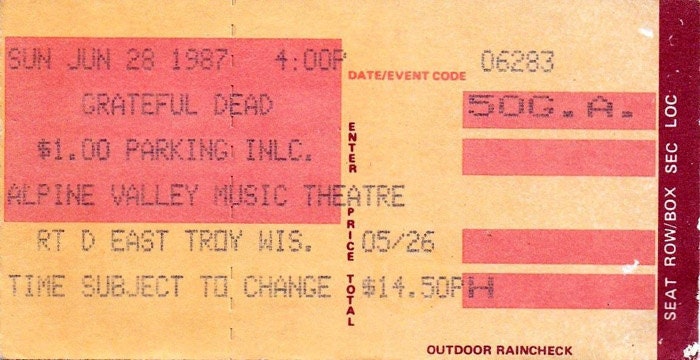 SUN JUN 28 1987 4:00P
GRATEFUL DEAD
$1.00 PARKING INLC.
ALPINE VALLEY MUSIC THEATRE
RT D EAST TROY WIS. 05/26
TIME SUBJECT TO CHANGE $14.50PH
DATE/EVENT CODE 06283
50G.A.
ENTER PRICE TOTAL
OUTDOOR RAINCHECK
SEAT ROW/BOX SEC LOC